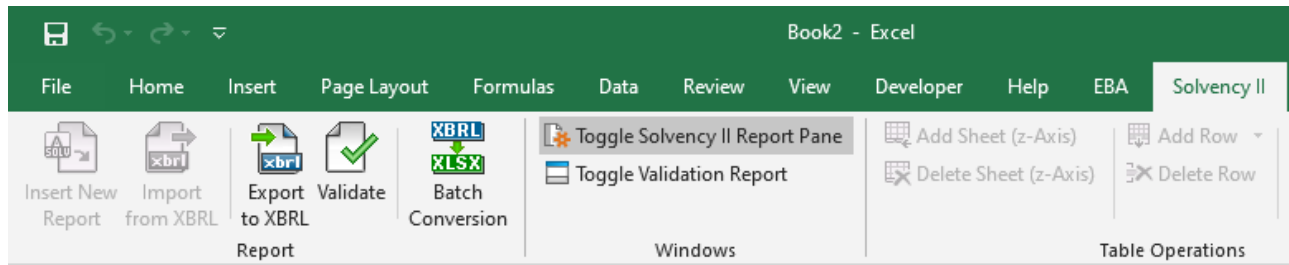 Book2 - Excel
File Home Insert Page Layout Formulas Data Review View Developer Help EBA Solvency II
SOLV
xbrl
xbrl
XBRL
XLSX
Insert New
Report
Import
from XBRL
Export
to XBRL
Validate
Batch
Conversion
Report
Toggle Solvency II Report Pane
Toggle Validation Report
Windows
Add Sheet (z-Axis)
Delete Sheet (z-Axis)
Add Row
Delete Row
Table Operations